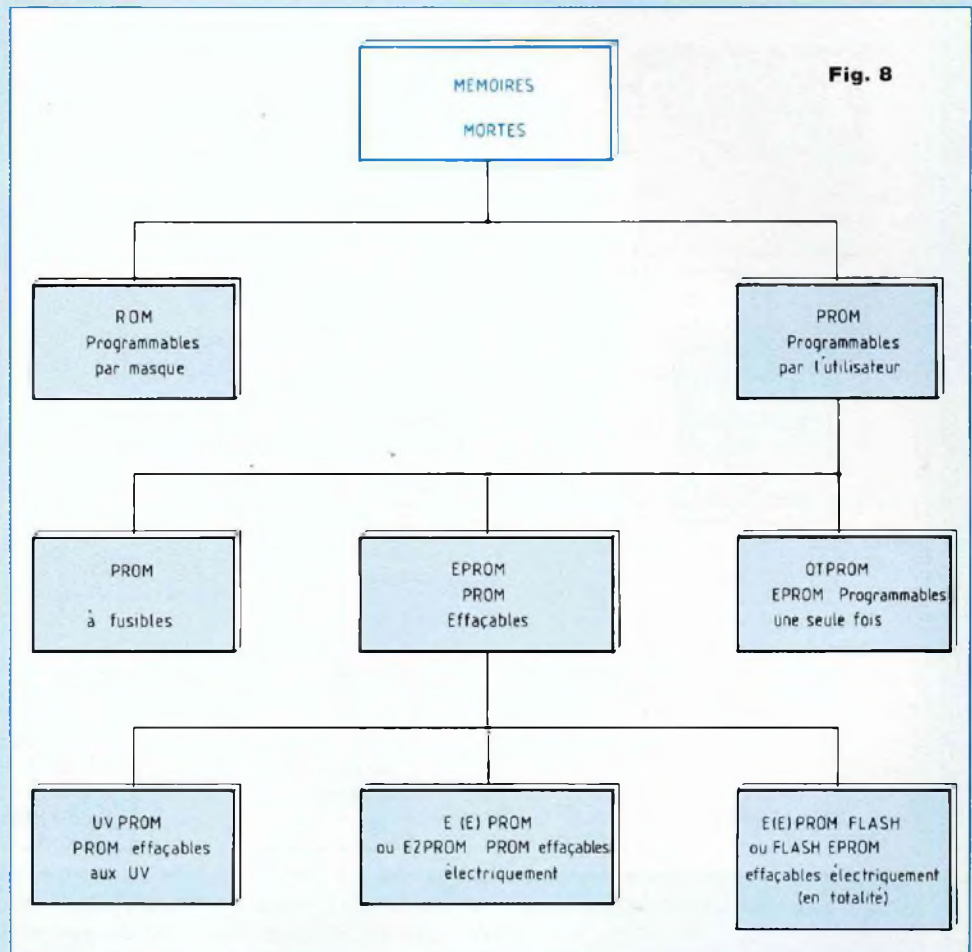 Fig. 8
MEMOIRES
MORTES
ROM
Programmables
par masque
PROM
Programmables
par l'utilisateur
PROM
à fusibles
EPROM
PROM
Effaçables
OTPROM
EPROM Programmables
une seule fois
UVPROM
PROM effaçables
aux UV
E (E) PROM
ou E2PROM PROM effaçables
électriquement
E(E)PROM FLASH
ou FLASH EPROM
effaçables électriquement
(en totalité)